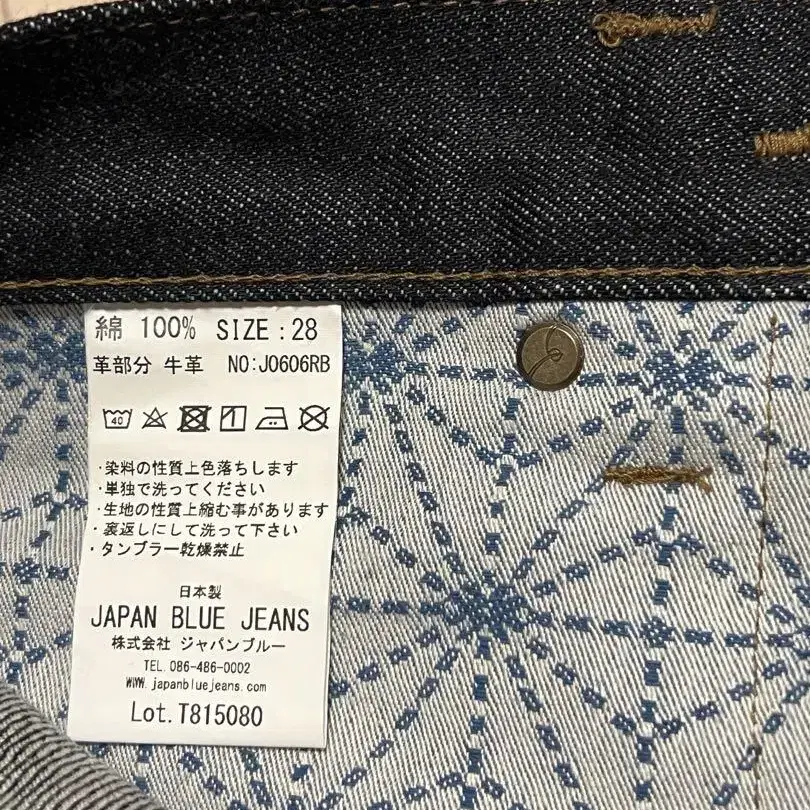 綿 100% SIZE:28
革部分 牛革 NO:J0606RB
40
・染料の性質上色落ちします
・単独で洗ってください
・生地の性質上縮む事があります
・裏返しにして洗って下さい
・タンブラー乾燥禁止
日本製
JAPAN BLUE JEANS
株式会社 ジャパンブルー
TEL. 086-486-0002
WWW. japanbluejeans.com
Lot.T815080